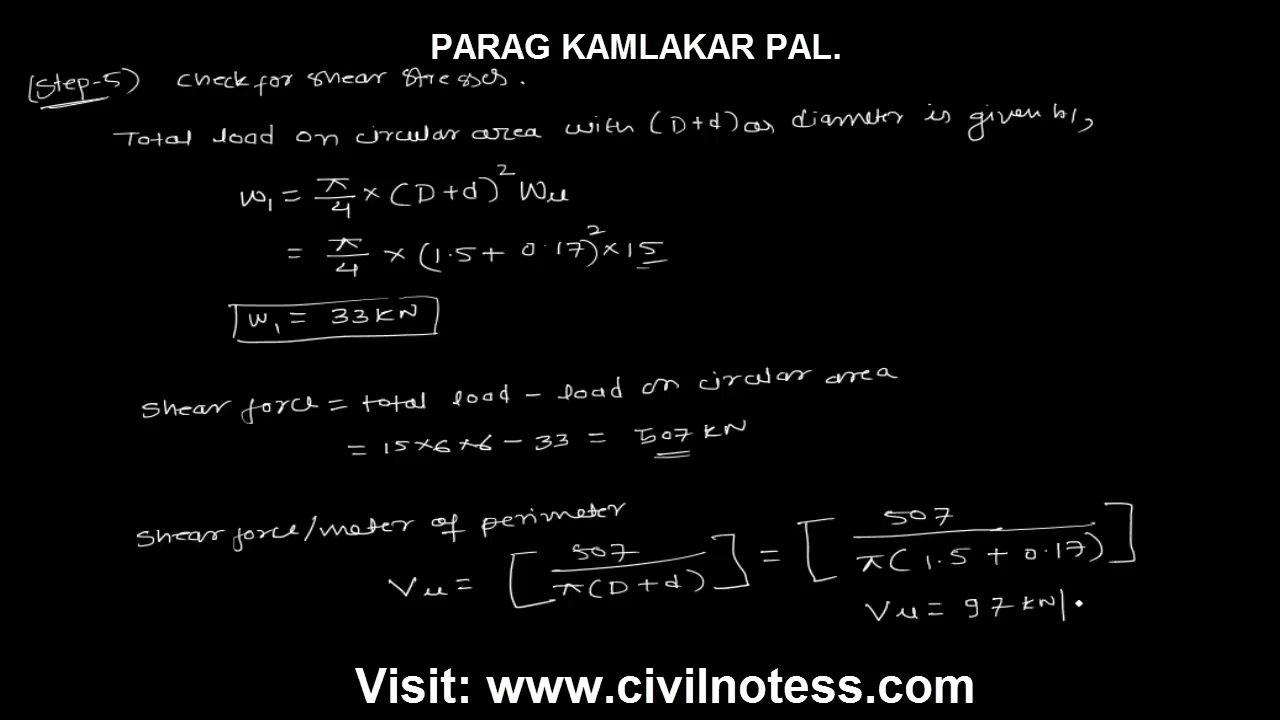 PARAG KAMLAKAR PAL.
(Step-5) Check for shear stresses.
Total load on circular area with (D+d) as diameter is given by,
W₁ = π/4 × (D+d)² Wu
= π/4 × (1.5+ 0.17)² × 15
W₁ = 33 KN
Shear force = total load - load on circular area
= 15×6×6 - 33 = 507 KN
Shear force/meter of perimeter
Vu = [507/π(D+d)] = [507/π(1.5 + 0.17)]
Vu = 97 KN|
Visit: www.civilnotess.com